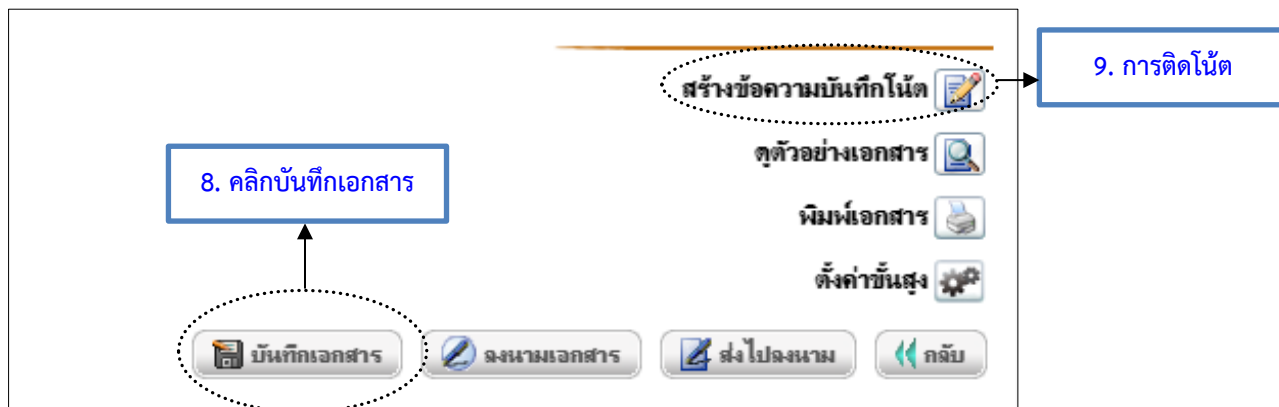 สร้างข้อความบันทึกโน้ต
9. การติดโน้ต
ดูตัวอย่างเอกสาร
8. คลิกบันทึกเอกสาร
พิมพ์เอกสาร
ตั้งค่าขั้นสูง
บันทึกเอกสาร ลงนามเอกสาร ส่งไปลงนาม กลับ